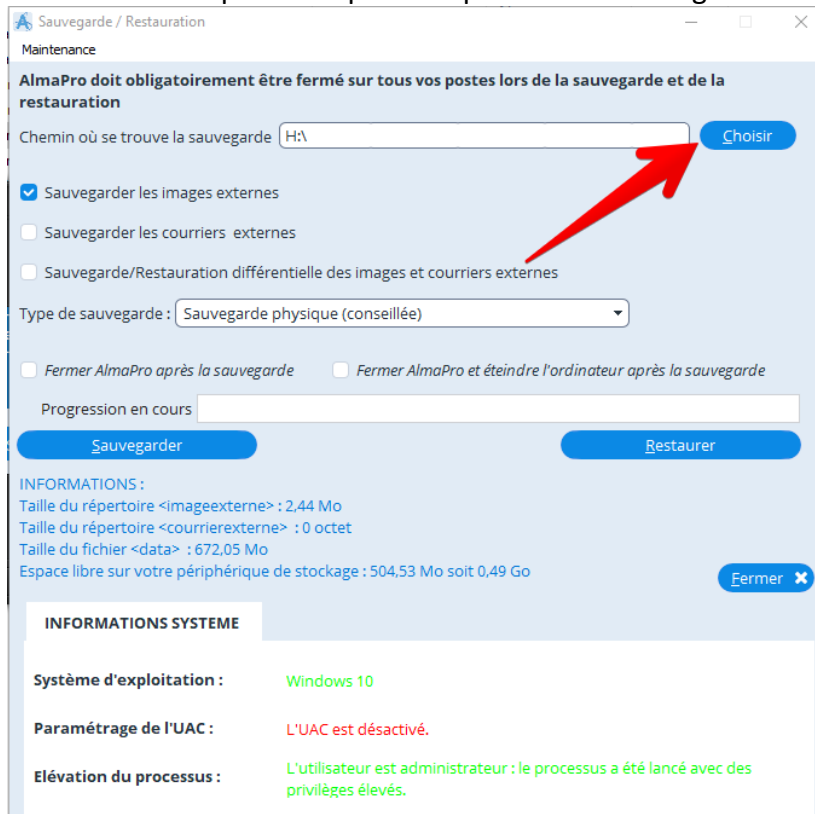 Sauvegarde / Restauration
Maintenance
AlmaPro doit obligatoirement être fermé sur tous vos postes lors de la sauvegarde et de la
restauration
Chemin où se trouve la sauvegarde H:\ Choisir
Sauvegarder les images externes
Sauvegarder les courriers externes
Sauvegarde/Restauration différentielle des images et courriers externes
Type de sauvegarde : Sauvegarde physique (conseillée)
Fermer AlmaPro après la sauvegarde Fermer AlmaPro et éteindre l'ordinateur après la sauvegarde
Progression en cours
Sauvegarder Restaurer
INFORMATIONS :
Taille du répertoire <imageexterne> : 2,44 Mo
Taille du répertoire <courrierexterne> : 0 octet
Taille du fichier <data> : 672,05 Mo
Espace libre sur votre périphérique de stockage : 504,53 Mo soit 0,49 Go
Fermer
INFORMATIONS SYSTEME
Système d'exploitation : Windows 10
Paramétrage de l'UAC : L'UAC est désactivé.
Elévation du processus : L'utilisateur est administrateur : le processus a été lancé avec des
privilèges élevés.